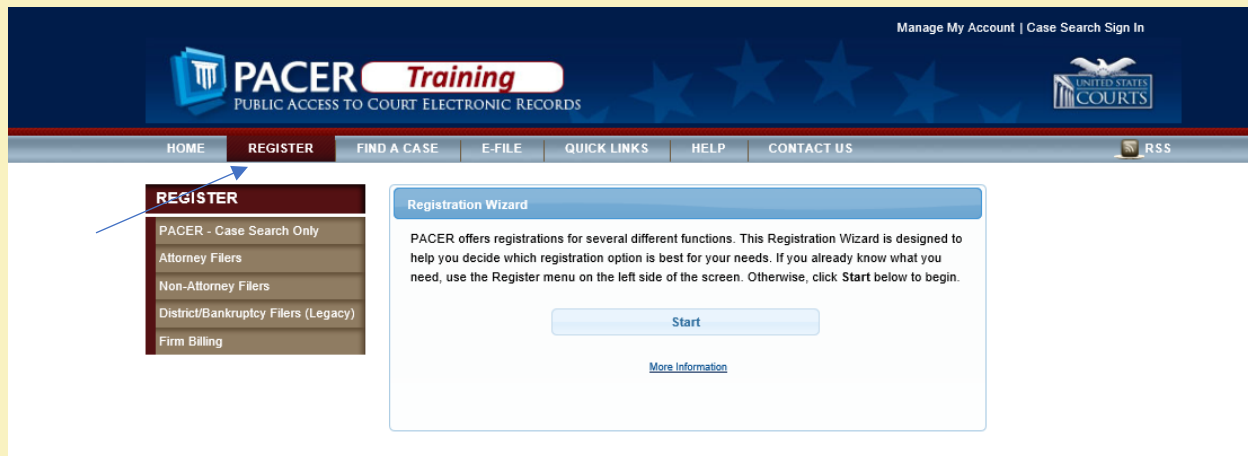 Manage My Account | Case Search Sign In
PACER Training
PUBLIC ACCESS TO COURT ELECTRONIC RECORDS
UNITED STATES
COURTS
HOME REGISTER FIND A CASE E-FILE QUICK LINKS HELP CONTACT US RSS
REGISTER
PACER - Case Search Only
Attorney Filers
Non-Attorney Filers
District/Bankruptcy Filers (Legacy)
Firm Billing
Registration Wizard
PACER offers registrations for several different functions. This Registration Wizard is designed to
help you decide which registration option is best for your needs. If you already know what you
need, use the Register menu on the left side of the screen. Otherwise, click Start below to begin.
Start
More Information